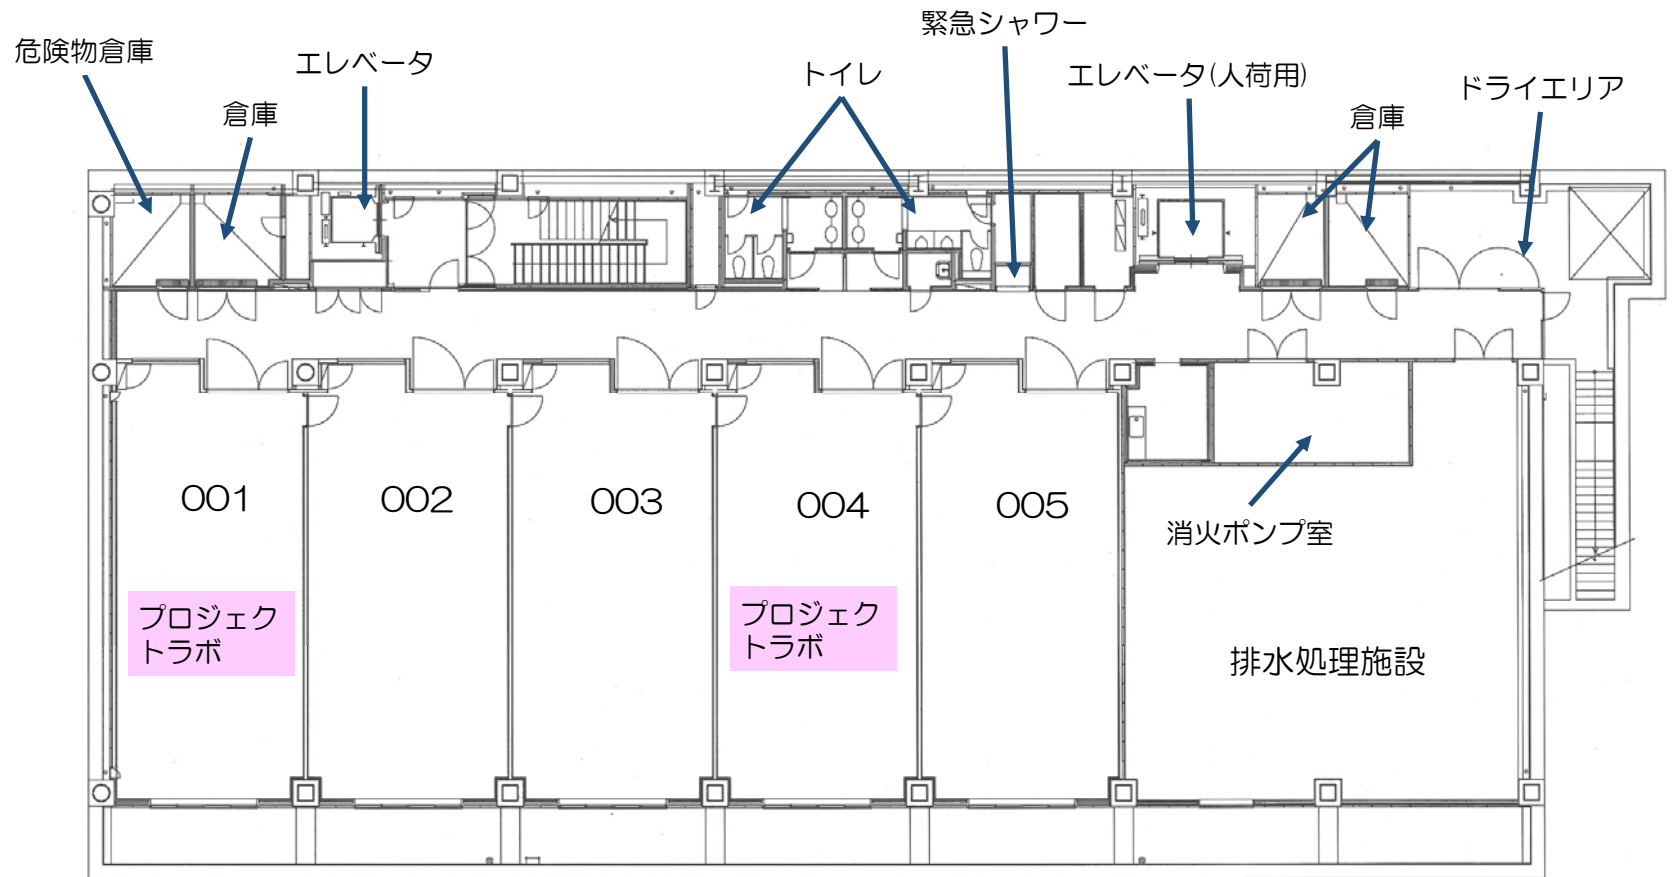 緊急シャワー
危険物倉庫
エレベータ
トイレ
エレベータ(人荷用)
ドライエリア
倉庫
倉庫
001
002
003
004
005
消火ポンプ室
プロジェク
トラボ
プロジェク
トラボ
排水処理施設